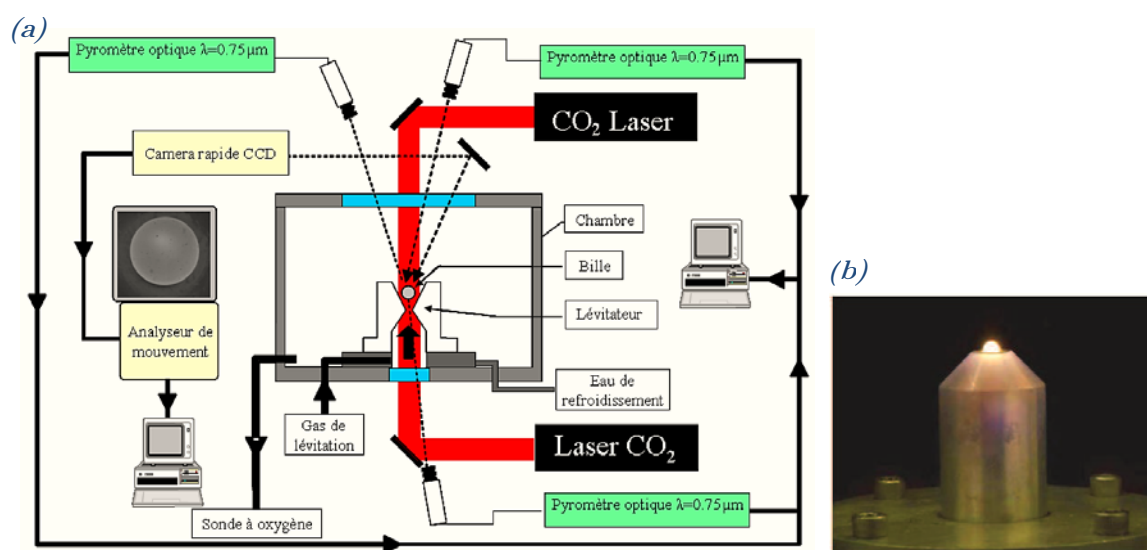 (a)
Pyromètre optique λ=0.75μm
Pyromètre optique λ=0.75μm
CO₂ Laser
Camera rapide CCD
Chambre
Bille
(b)
Lévitateur
Analyseur de
mouvement
Eau de
refroidissement
Gas de
lévitation
Laser CO₂
Pyromètre optique λ=0.75μm
Sonde à oxygène